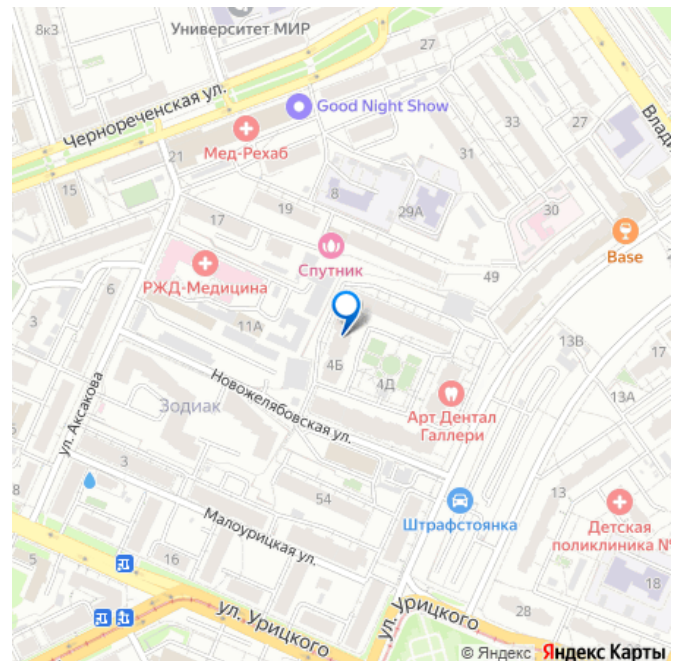 8к3
Университет МИР
27
Чернореченская ул.
Good Night Show
Мед-Рехаб
33
27
Влади
21
31
15
8
17
19
29А
30
Спутник
Base
РЖД-Медицина
49
6
3
11А
13В
17
4Б
4Д
13А
Новожелябовская ул.
Арт Дентал
Галлери
Зодиак
ул. Аксакова
3
8
54
Штрафстоянка
13
Малоурицкая ул.
Детская
поликлиника №
5
16
18
ул. Урицкого
ул. Урицкого
28
© Яндекс Яндекс Карты